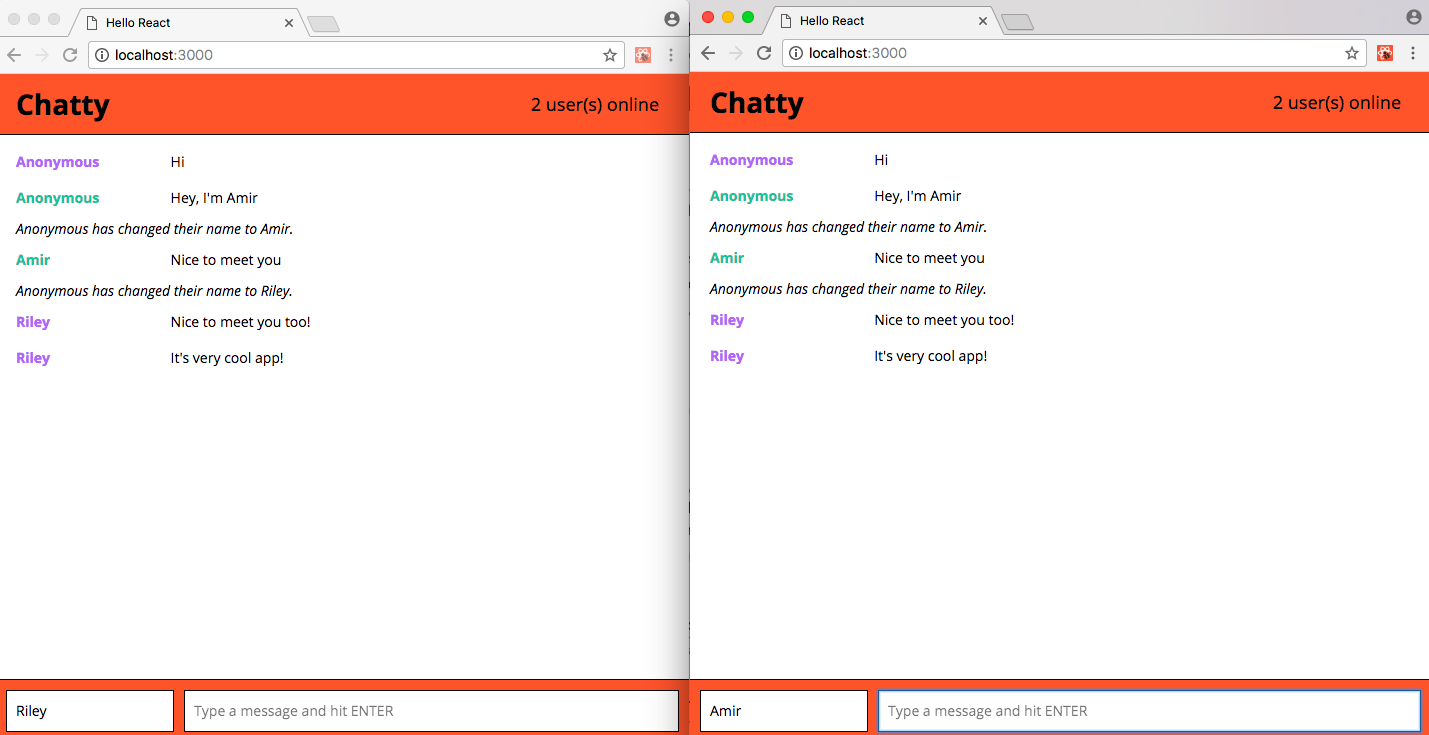 Hello React
localhost:3000
Chatty 2 user(s) online
Anonymous Hi
Anonymous Hey, I'm Amir
Anonymous has changed their name to Amir.
Amir Nice to meet you
Anonymous has changed their name to Riley.
Riley Nice to meet you too!
Riley It's very cool app!
Riley Type a message and hit ENTER
Hello React
localhost:3000
Chatty 2 user(s) online
Anonymous Hi
Anonymous Hey, I'm Amir
Anonymous has changed their name to Amir.
Amir Nice to meet you
Anonymous has changed their name to Riley.
Riley Nice to meet you too!
Riley It's very cool app!
Amir Type a message and hit ENTER